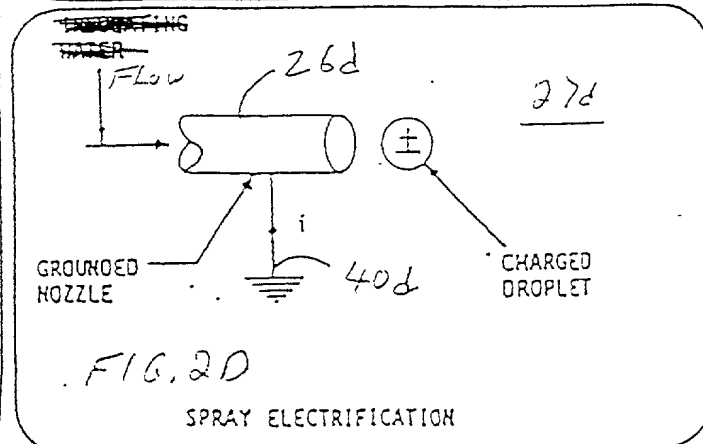 Flow
26d
27d
±
i
GROUNDED
NOZZLE
40d
CHARGED
DROPLET
FIG. 2D
SPRAY ELECTRIFICATION